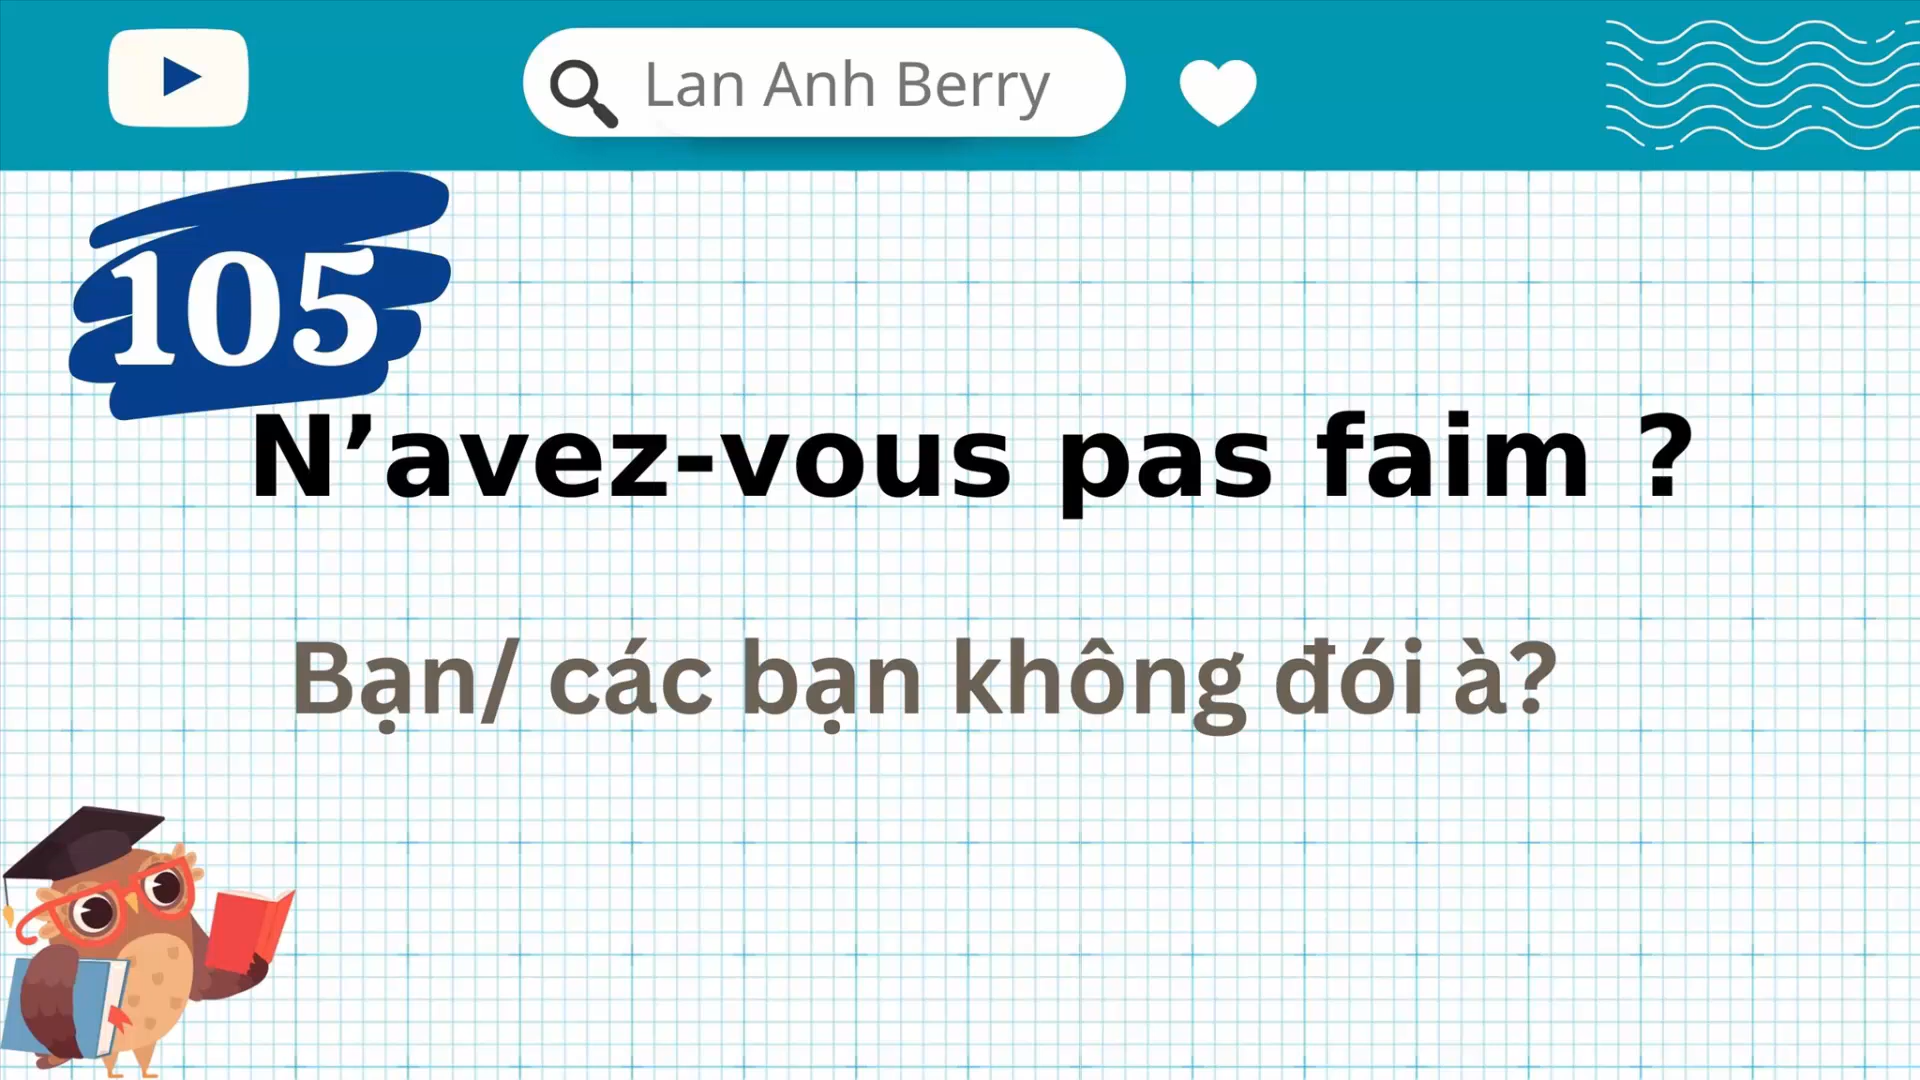 Lan Anh Berry
105
N’avez-vous pas faim ?
Bạn/ các bạn không đói à?